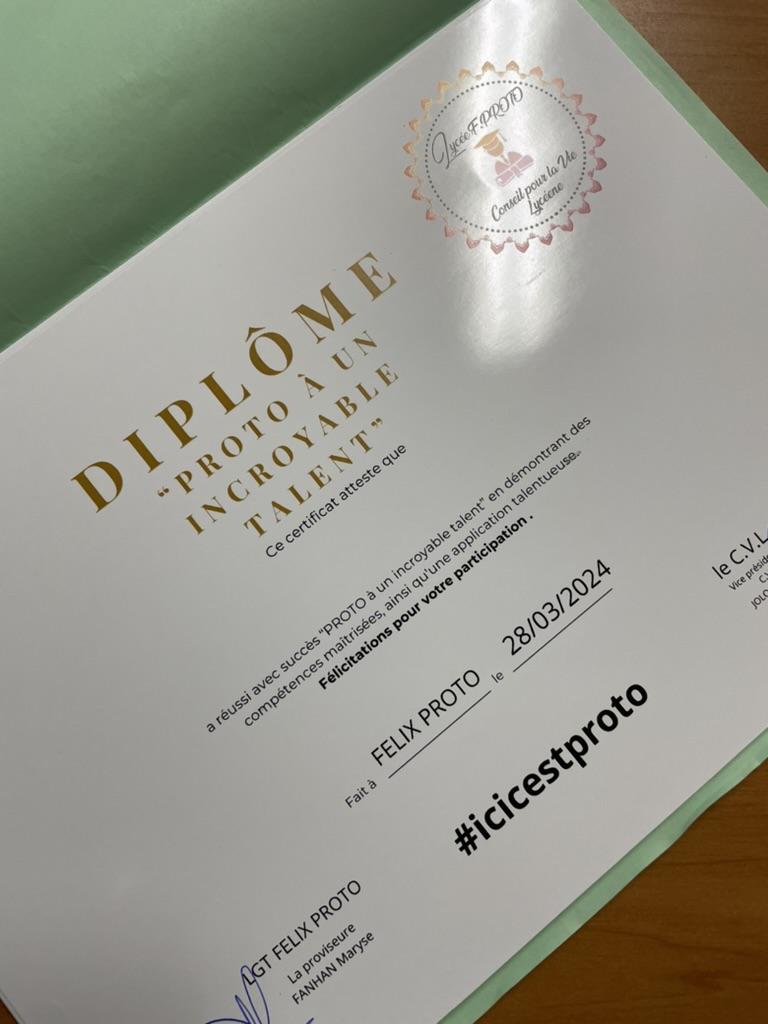 Lycée F.PROTO
Conseil pour la Vie
Lycéene
DIPLÔME
“PROTO À UN
INCROYABLE
TALENT”
Ce certificat atteste que
a réussi avec succès “PROTO à un incroyable talent” en démontrant des
compétences maîtrisées, ainsi qu'une application talentueuse.
Félicitations pour votre participation .
Fait à FELIX PROTO le 28/03/2024
#icicestproto
le C.V.L
Vice présid
LGT FELIX PROTO
La proviseure
FANHAN Maryse